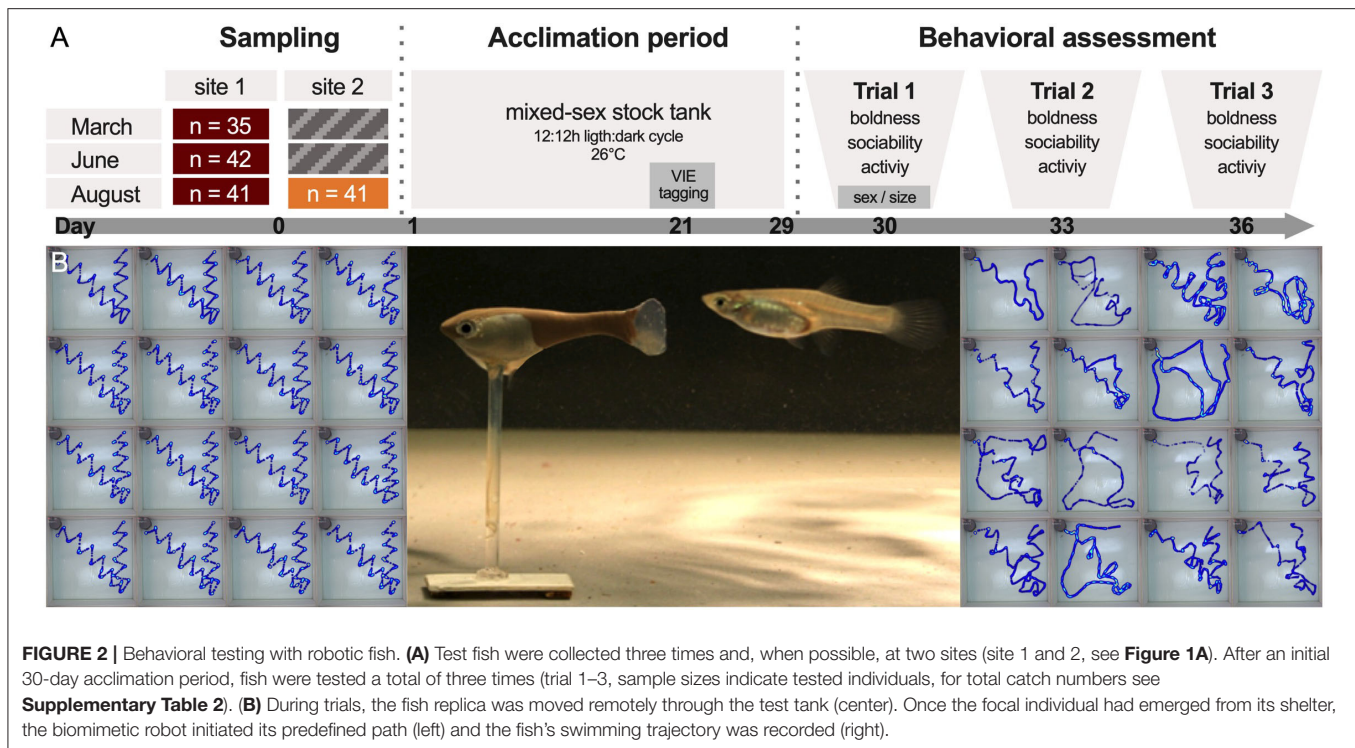 A
Sampling
Acclimation period
Behavioral assessment
site 1
site 2
March
n = 35
June
n = 42
August
n = 41
n = 41
mixed-sex stock tank
12:12h ligth:dark cycle
26°C
VIE
tagging
Trial 1
boldness
sociability
activiy
sex / size
Trial 2
boldness
sociability
activiy
Trial 3
boldness
sociability
activiy
Day 0 1 21 29 30 33 36
B
FIGURE 2 | Behavioral testing with robotic fish. (A) Test fish were collected three times and, when possible, at two sites (site 1 and 2, see Figure 1A). After an initial
30-day acclimation period, fish were tested a total of three times (trial 1–3, sample sizes indicate tested individuals, for total catch numbers see
Supplementary Table 2). (B) During trials, the fish replica was moved remotely through the test tank (center). Once the focal individual had emerged from its shelter,
the biomimetic robot initiated its predefined path (left) and the fish's swimming trajectory was recorded (right).